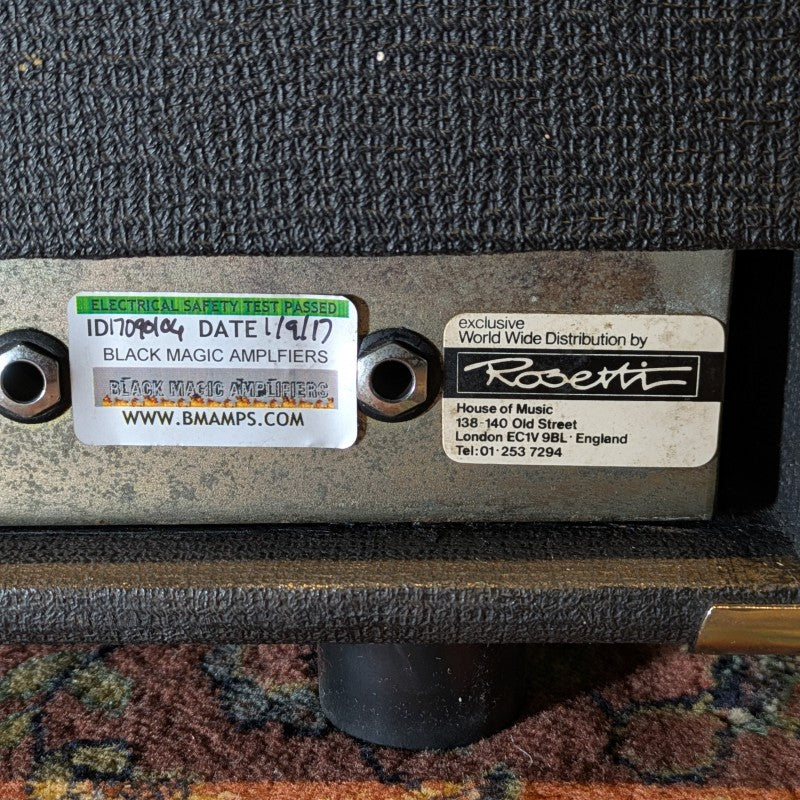 ELECTRICAL SAFETY TEST PASSED
ID17090104 DATE 1/9/17
BLACK MAGIC AMPLFIERS
BLACK MAGIC AMPLIFIERS
WWW.BMAMPS.COM
exclusive
World Wide Distribution by
Rosetti
House of Music
138-140 Old Street
London EC1V 9BL· England
Tel:01·253 7294